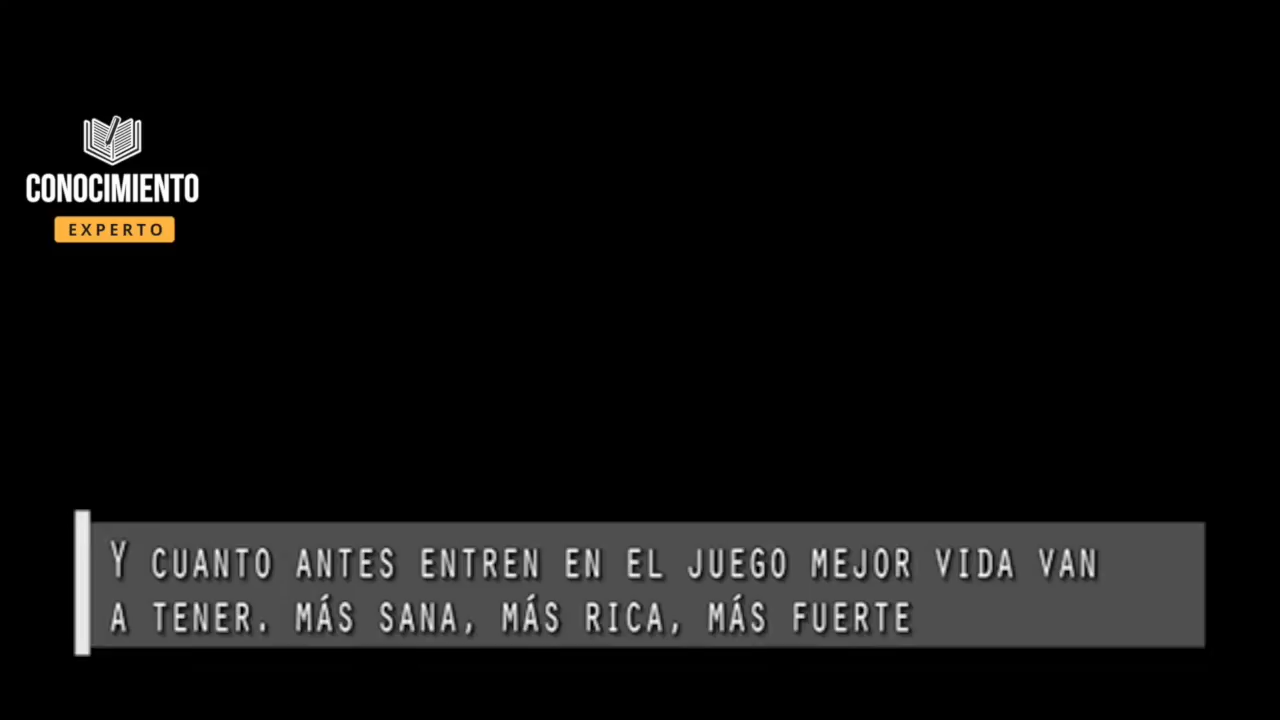 CONOCIMIENTO
EXPERTO
Y CUANTO ANTES ENTREN EN EL JUEGO MEJOR VIDA VAN
A TENER. MÁS SANA, MÁS RICA, MÁS FUERTE